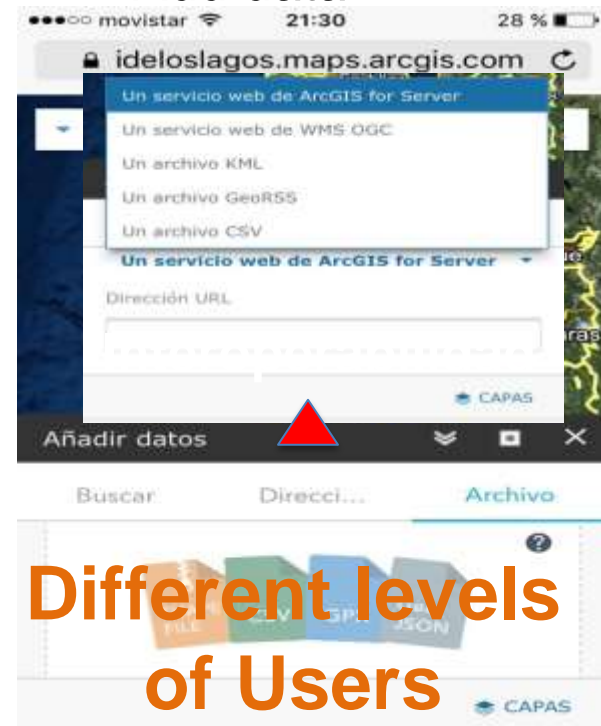 movistar 21:30 28 %
ideloslagos.maps.arcgis.com
Un servicio web de ArcGIS for Server
Un servicio web de WMS OGC
Un archivo KML
Un archivo GeoRSS
Un archivo CSV
Un servicio web de ArcGIS for Server
Dirección URL
CAPAS
Añadir datos
Buscar Direcci... Archivo
Different levels
of Users
CAPAS